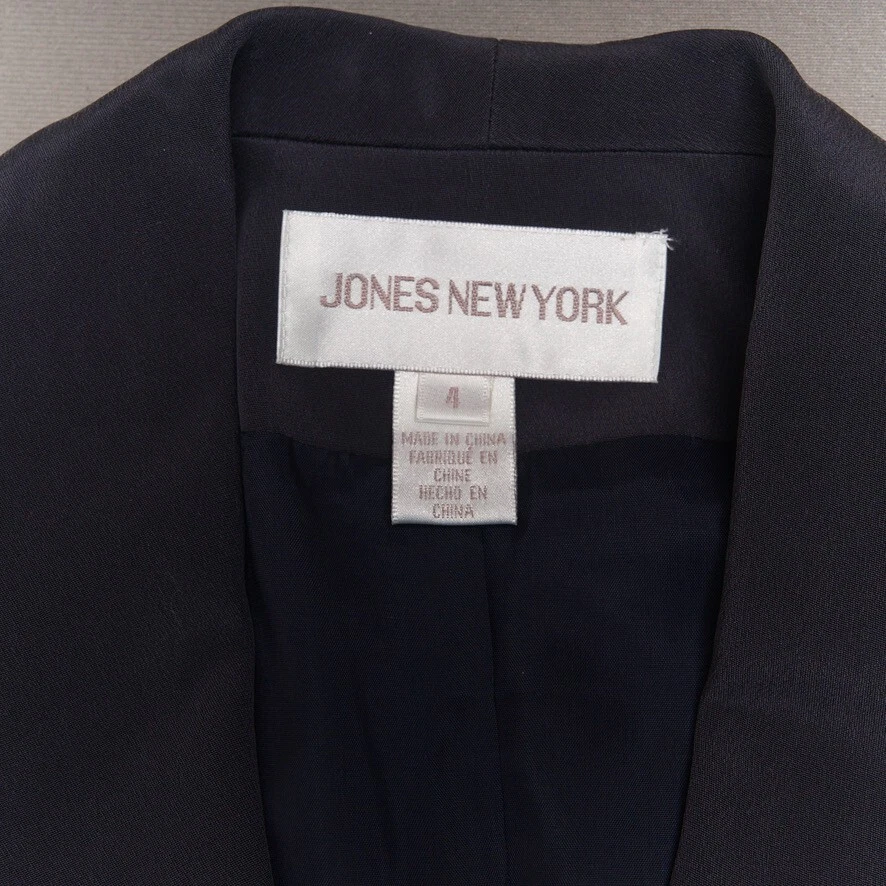 JONES NEW YORK
4
MADE IN CHINA
FABRIQUÉ EN
CHINE
HECHO EN
CHINA